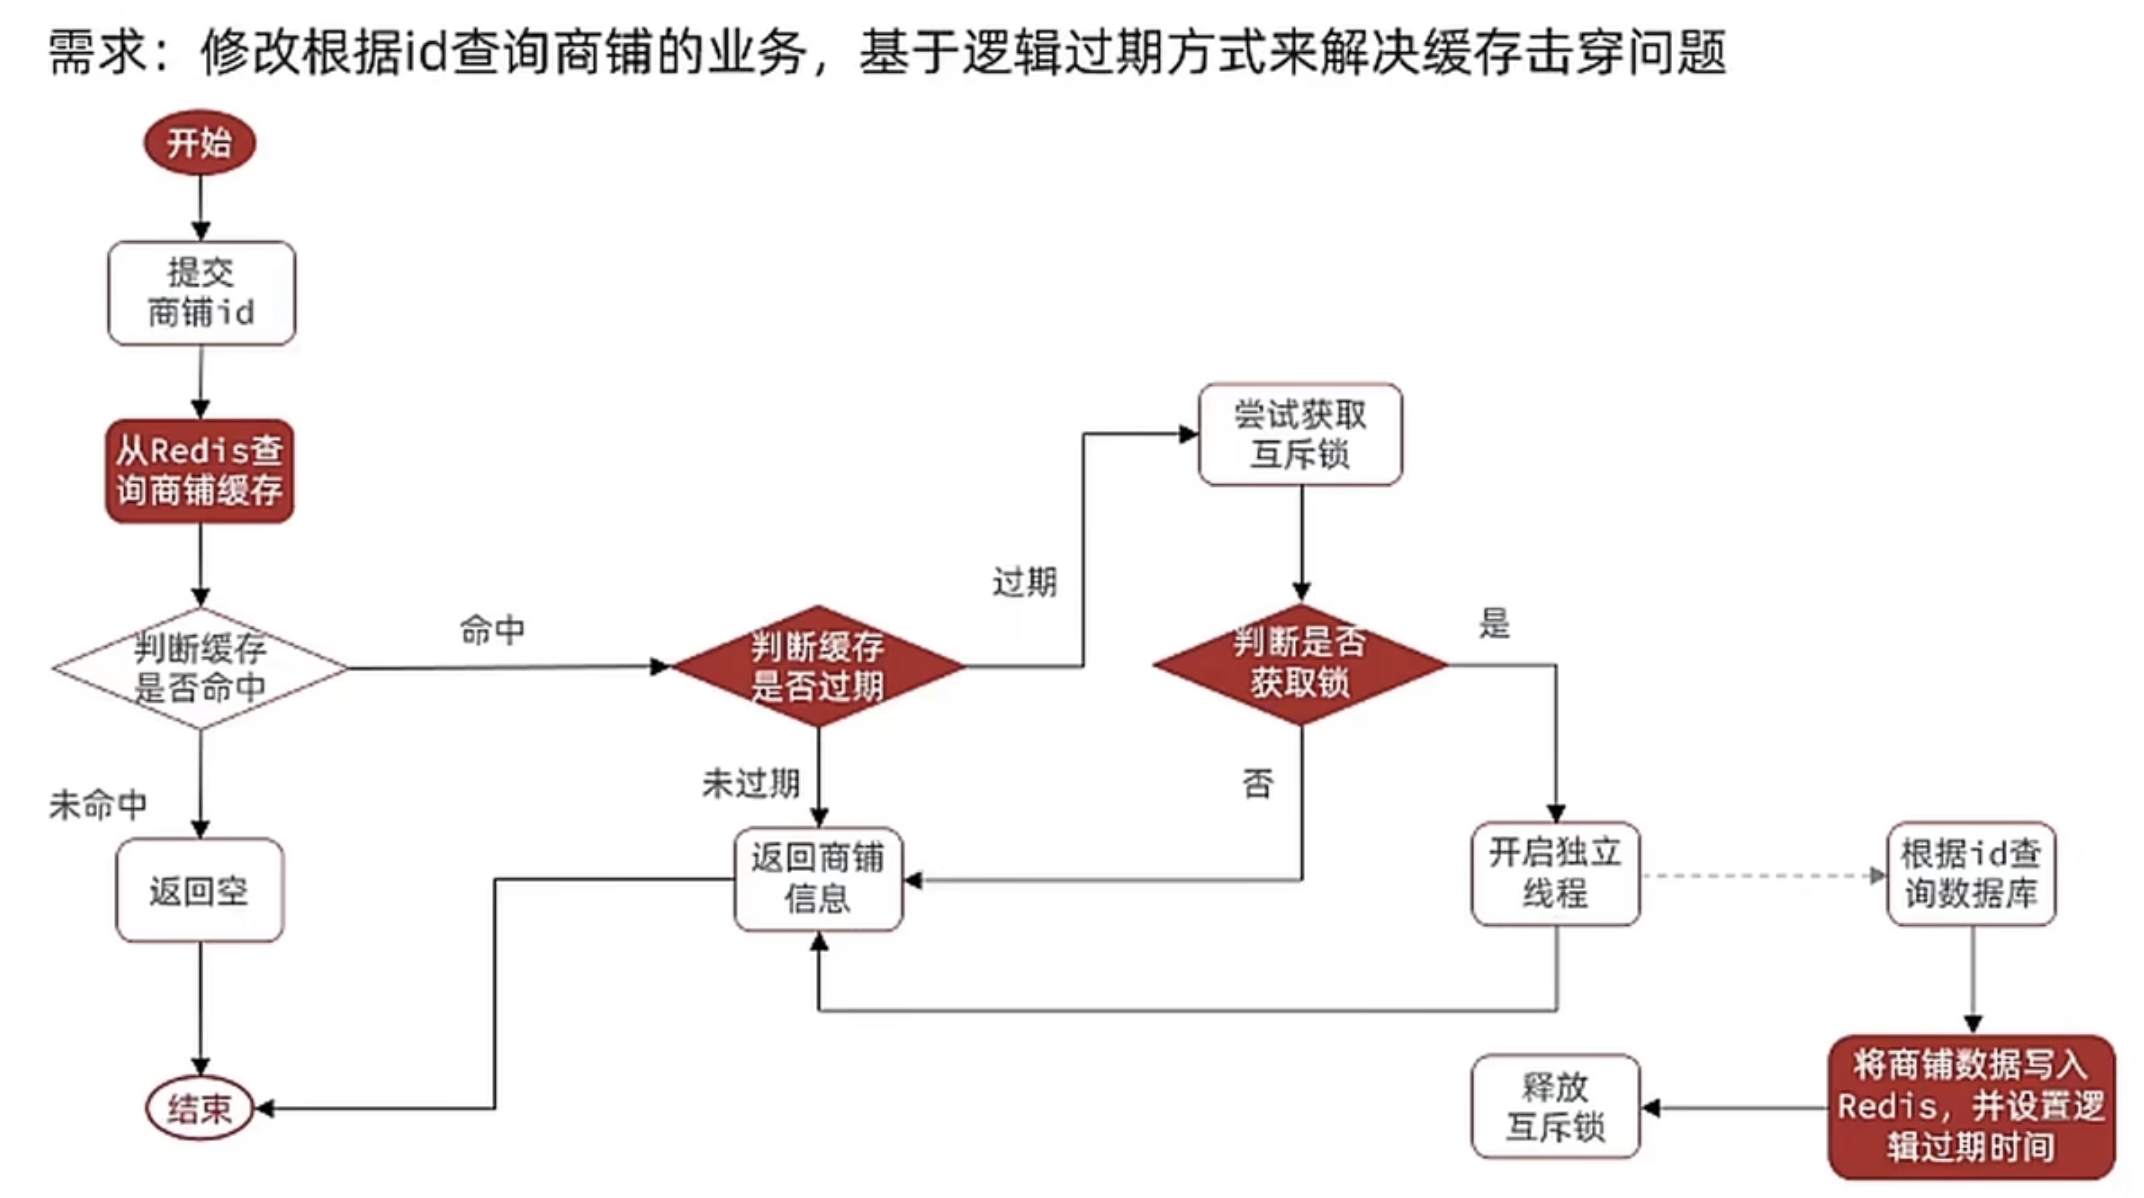 需求：修改根据id查询商铺的业务，基于逻辑过期方式来解决缓存击穿问题
开始
提交
商铺id
从Redis查
询商铺缓存
判断缓存
是否命中
命中
未命中
返回空
结束
判断缓存
是否过期
过期
未过期
返回商铺
信息
尝试获取
互斥锁
判断是否
获取锁
是
否
开启独立
线程
根据id查
询数据库
将商铺数据写入
Redis，并设置逻
辑过期时间
释放
互斥锁